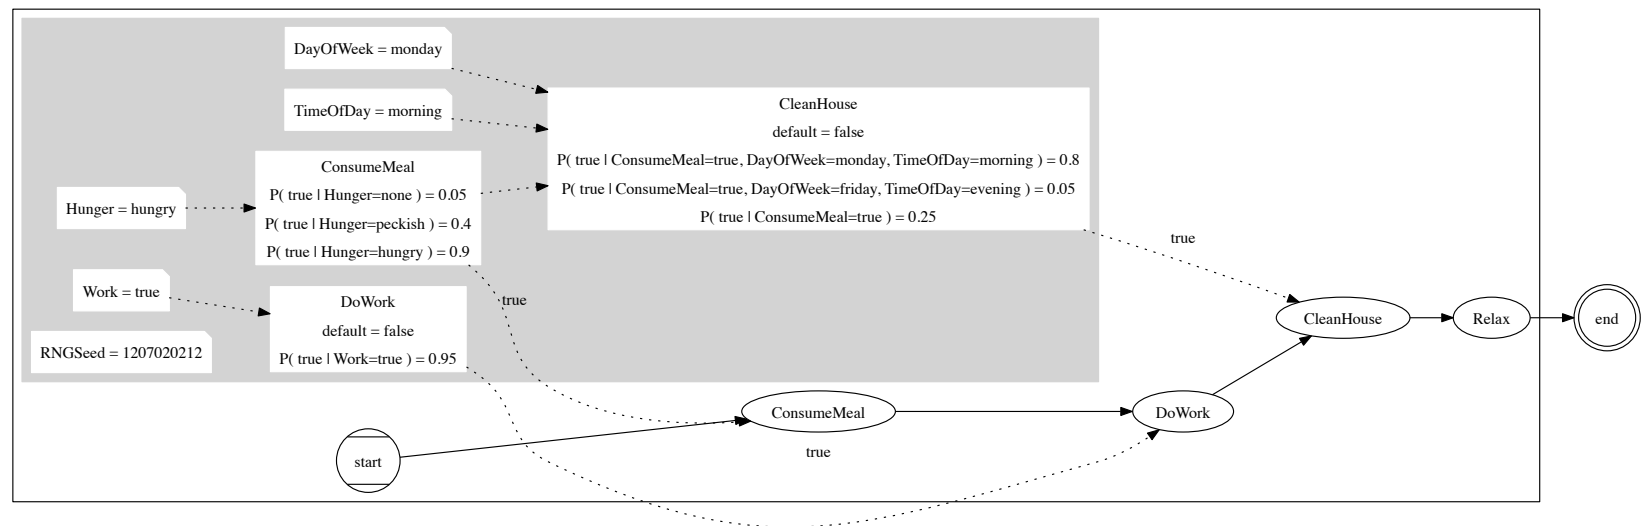 DayOfWeek = monday
TimeOfDay = morning
CleanHouse
default = false
P( true | ConsumeMeal=true, DayOfWeek=monday, TimeOfDay=morning ) = 0.8
P( true | ConsumeMeal=true, DayOfWeek=friday, TimeOfDay=evening ) = 0.05
P( true | ConsumeMeal=true ) = 0.25
ConsumeMeal
P( true | Hunger=none ) = 0.05
P( true | Hunger=peckish ) = 0.4
P( true | Hunger=hungry ) = 0.9
Hunger = hungry
Work = true
DoWork
default = false
P( true | Work=true ) = 0.95
RNGSeed = 1207020212
true
true
CleanHouse
Relax
end
ConsumeMeal
DoWork
true
start